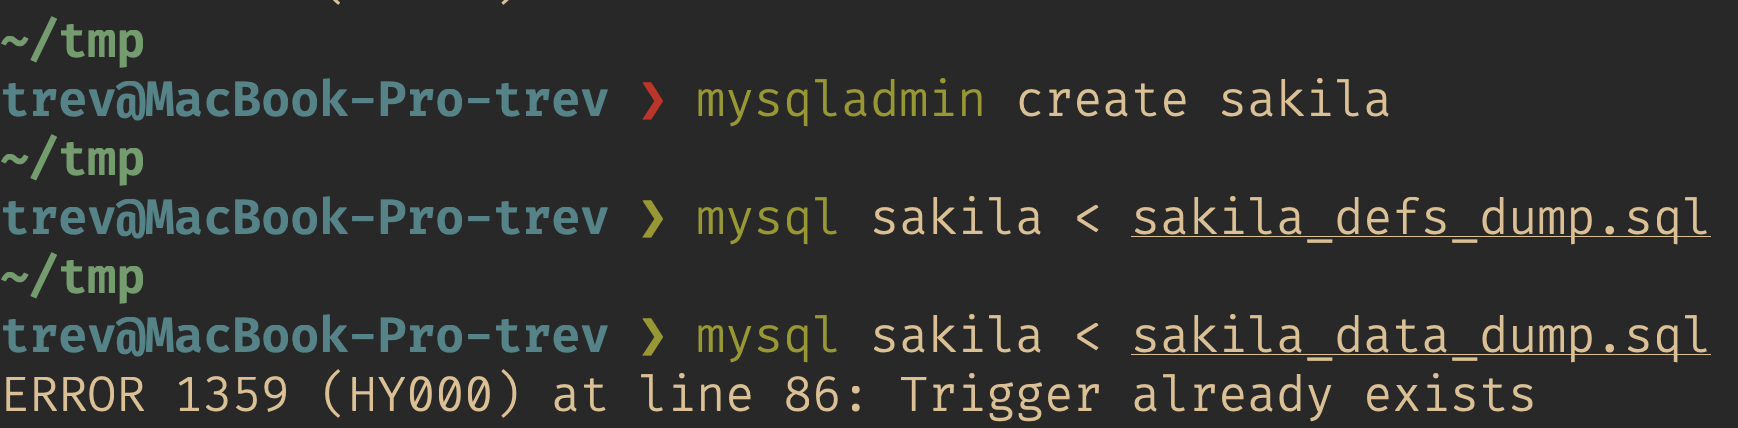 ~/tmp
trev@MacBook-Pro-trev ❯ mysqladmin create sakila
~/tmp
trev@MacBook-Pro-trev ❯ mysql sakila < sakila_defs_dump.sql
~/tmp
trev@MacBook-Pro-trev ❯ mysql sakila < sakila_data_dump.sql
ERROR 1359 (HY000) at line 86: Trigger already exists